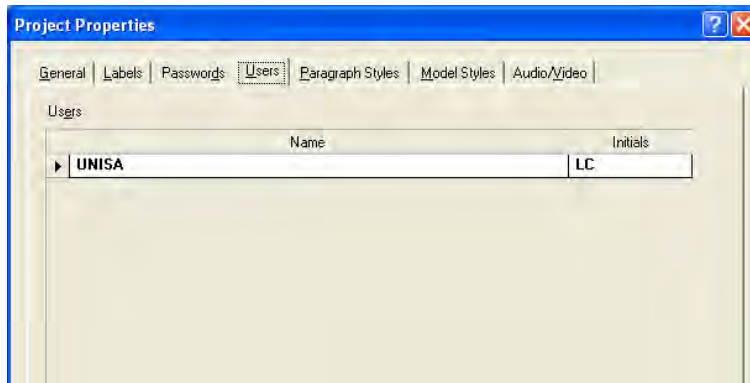 Project Properties
General Labels Passwords Users Paragraph Styles Model Styles Audio/Video
Users
Name Initials
UNISA LC